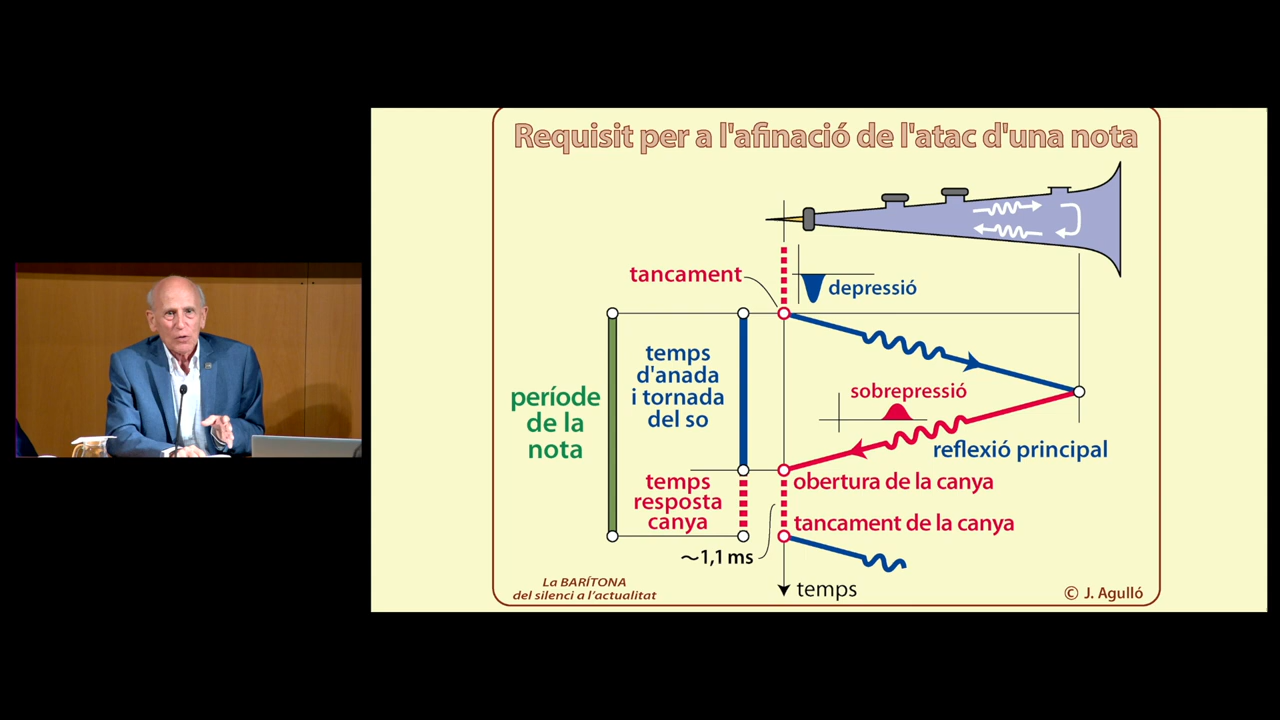 Requisit per a l'afinació de l'atac d'una nota
tancament
depressió
temps
d'anada
i tornada
del so
període
de la
nota
sobrepressió
reflexió principal
temps
resposta
canya
obertura de la canya
tancament de la canya
~1,1 ms
temps
La BARÍTONA
del silenci a l'actualitat
© J. Agulló